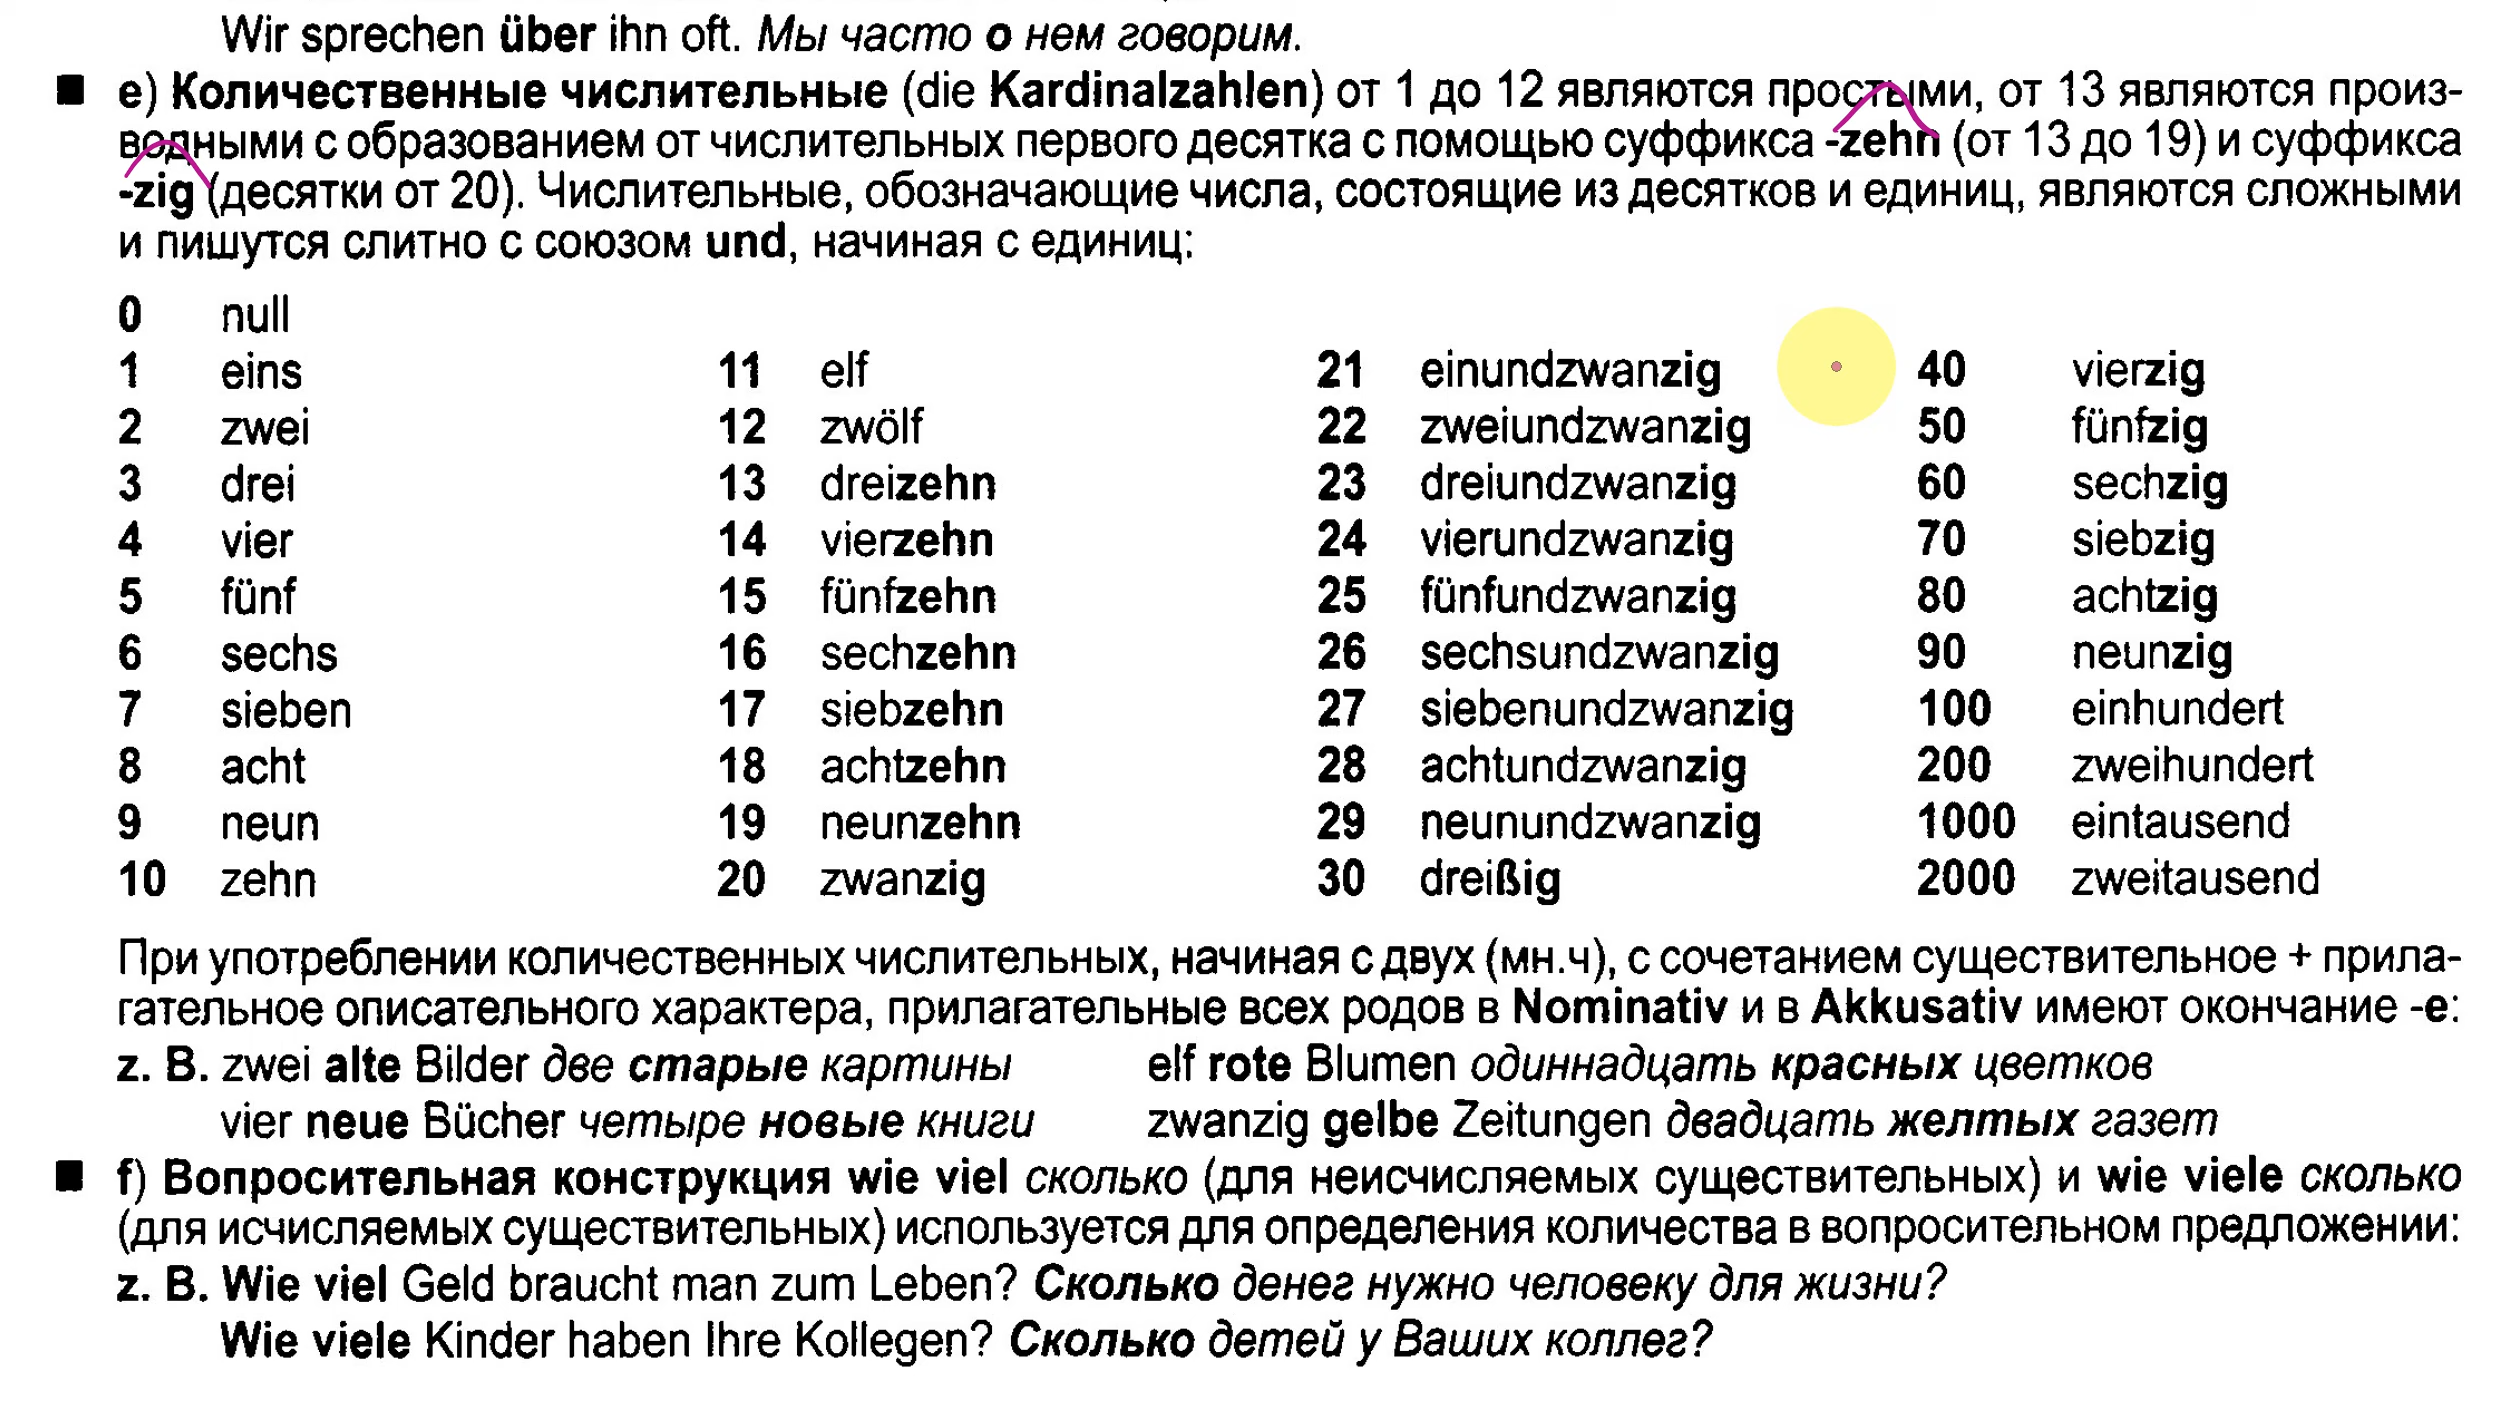 Wir sprechen über ihn oft. Мы часто о нем говорим.
■ e) Количественные числительные (die Kardinalzahlen) от 1 до 12 являются простыми, от 13 являются произ-
водными с образованием от числительных первого десятка с помощью суффикса -zehn (от 13 до 19) и суффикса
-zig (десятки от 20). Числительные, обозначающие числа, состоящие из десятков и единиц, являются сложными
и пишутся слитно с союзом und, начиная с единиц:
0 null
1 eins 11 elf 21 einundzwanzig 40 vierzig
2 zwei 12 zwölf 22 zweiundzwanzig 50 fünfzig
3 drei 13 dreizehn 23 dreiundzwanzig 60 sechzig
4 vier 14 vierzehn 24 vierundzwanzig 70 siebzig
5 fünf 15 fünfzehn 25 fünfundzwanzig 80 achtzig
6 sechs 16 sechzehn 26 sechsundzwanzig 90 neunzig
7 sieben 17 siebzehn 27 siebenundzwanzig 100 einhundert
8 acht 18 achtzehn 28 achtundzwanzig 200 zweihundert
9 neun 19 neunzehn 29 neunundzwanzig 1000 eintausend
10 zehn 20 zwanzig 30 dreißig 2000 zweitausend
При употреблении количественных числительных, начиная с двух (мн.ч), с сочетанием существительное + прила-
гательное описательного характера, прилагательные всех родов в Nominativ и в Akkusativ имеют окончание -e:
z. B. zwei alte Bilder две старые картины elf rote Blumen одиннадцать красных цветков
vier neue Bücher четыре новые книги zwanzig gelbe Zeitungen двадцать желтых газет
■ f) Вопросительная конструкция wie viel сколько (для неисчисляемых существительных) и wie viele сколько
(для исчисляемых существительных) используется для определения количества в вопросительном предложении:
z. B. Wie viel Geld braucht man zum Leben? Сколько денег нужно человеку для жизни?
Wie viele Kinder haben Ihre Kollegen? Сколько детей у Ваших коллег?